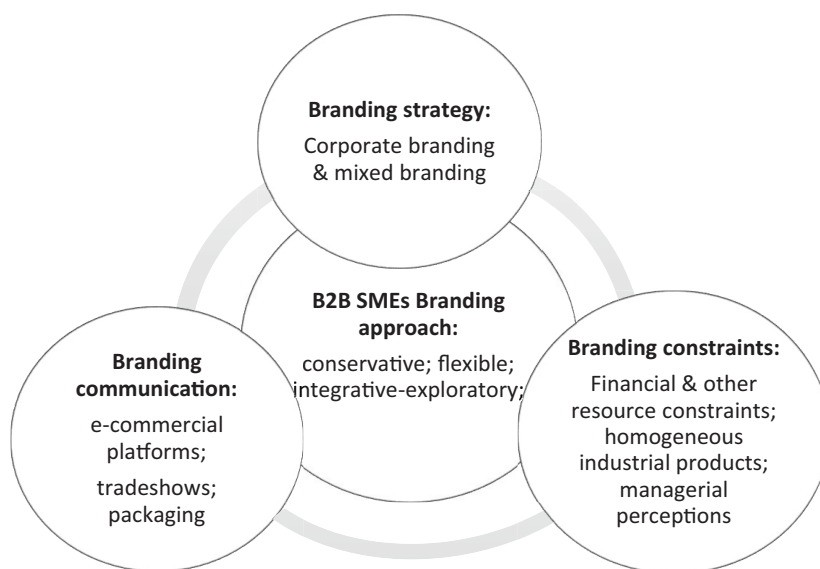 Branding strategy:
Corporate branding
& mixed branding
B2B SMEs Branding
approach:
conservative; flexible;
integrative-exploratory;
Branding
communication:
e-commercial
platforms;
tradeshows;
packaging
Branding constraints:
Financial & other
resource constraints;
homogeneous
industrial products;
managerial
perceptions